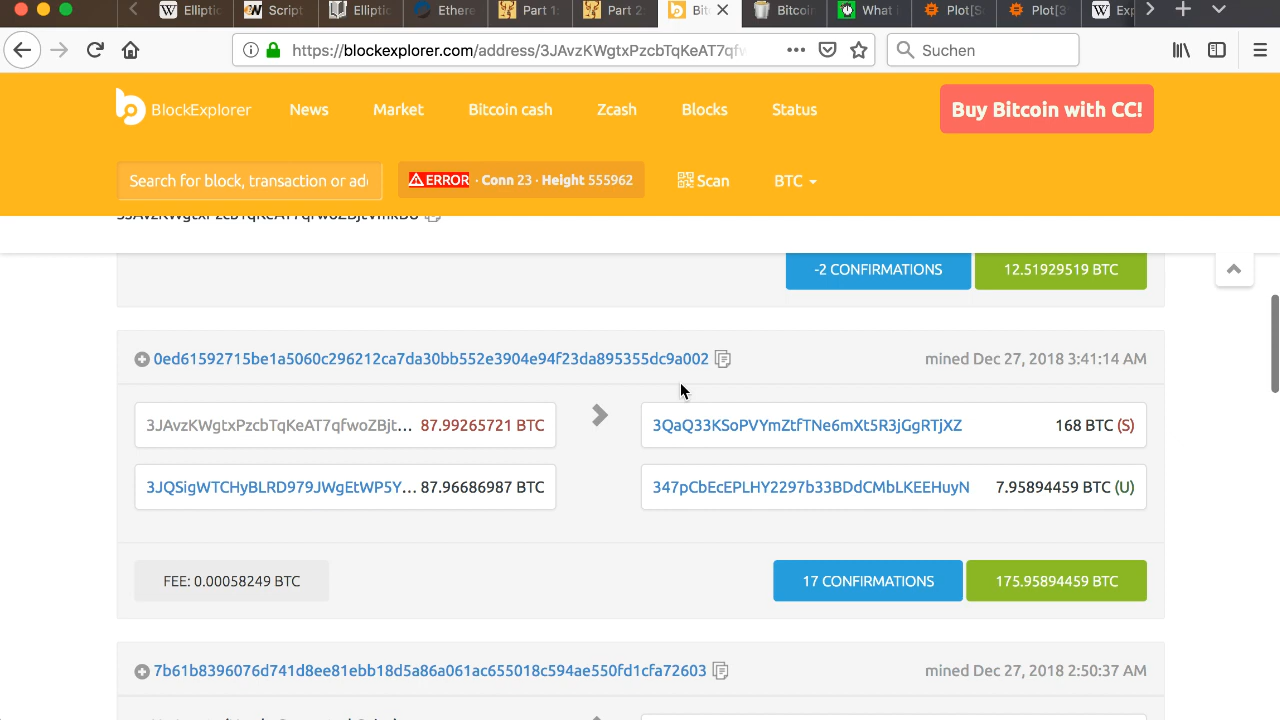 Ellipti Script Ellipti Ethere Part 1: Part 2: Bit Bitcoin What i Plot[S Plot[3 Exp
https://blockexplorer.com/address/3JAvzKWgtxPzcbTqKeAT7qf Suchen
BlockExplorer News Market Bitcoin cash Zcash Blocks Status Buy Bitcoin with CC!
Search for block, transaction or add ERROR · Conn 23 · Height 555962 Scan BTC
-2 CONFIRMATIONS 12.51929519 BTC
0ed61592715be1a5060c296212ca7da30bb552e3904e94f23da895355dc9a002 mined Dec 27, 2018 3:41:14 AM
3JAvzKWgtxPzcbTqKeAT7qfwoZBjt... 87.99265721 BTC 3QaQ33KSoPVYmZtfTNe6mXt5R3jGgRTjXZ 168 BTC (S)
3JQSigWTCHyBLRD979JWgEtWP5Y... 87.96686987 BTC 347pCbEcEPLHY2297b33BDdCMbLKEEHuyN 7.95894459 BTC (U)
FEE: 0.00058249 BTC 17 CONFIRMATIONS 175.95894459 BTC
7b61b8396076d741d8ee81ebb18d5a86a061ac655018c594ae550fd1cfa72603 mined Dec 27, 2018 2:50:37 AM